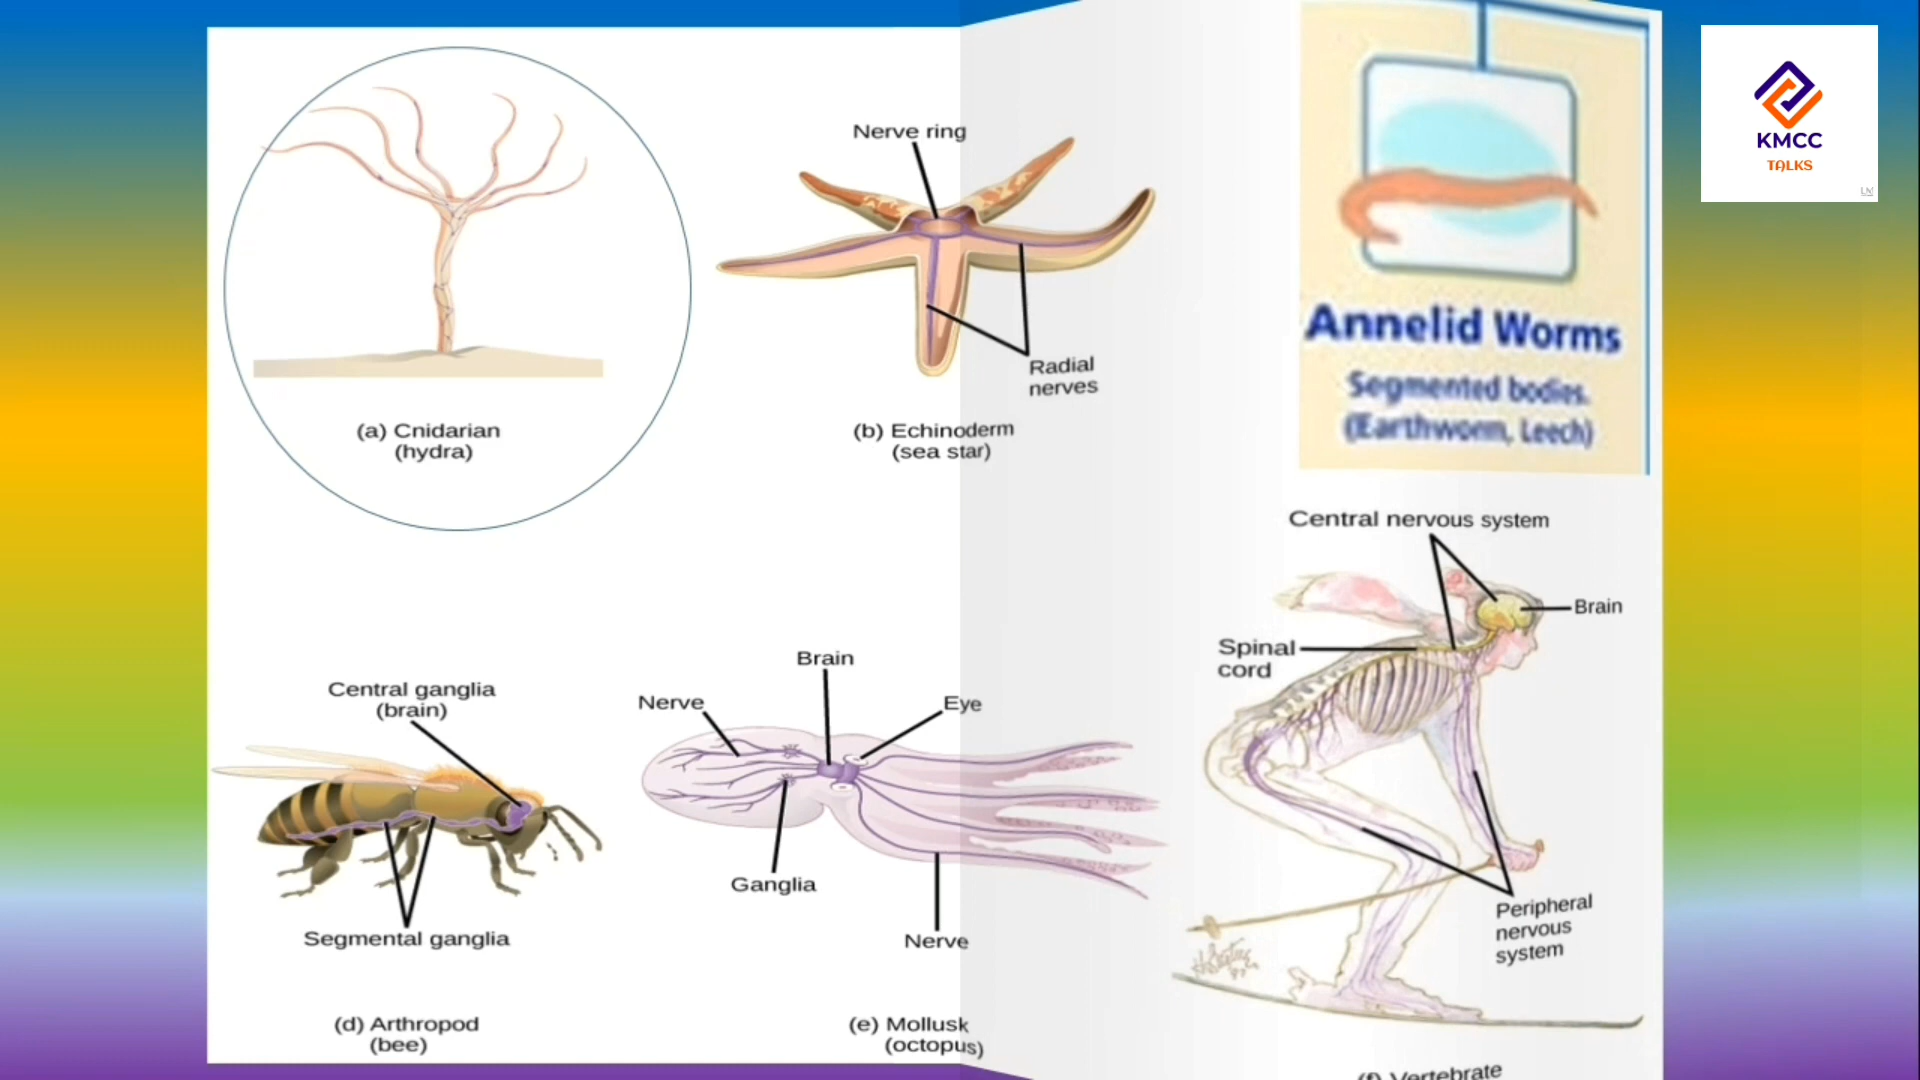 Nerve ring
Radial
nerves
(a) Cnidarian
(hydra)
(b) Echinoderm
(sea star)
Annelid Worms
Segmented bodies.
(Earthworm, Leech)
KMCC
TALKS
Central nervous system
Brain
Spinal
cord
Peripheral
nervous
system
(f) Vertebrate
Central ganglia
(brain)
Segmental ganglia
(d) Arthropod
(bee)
Brain
Nerve
Eye
Ganglia
Nerve
(e) Mollusk
(octopus)